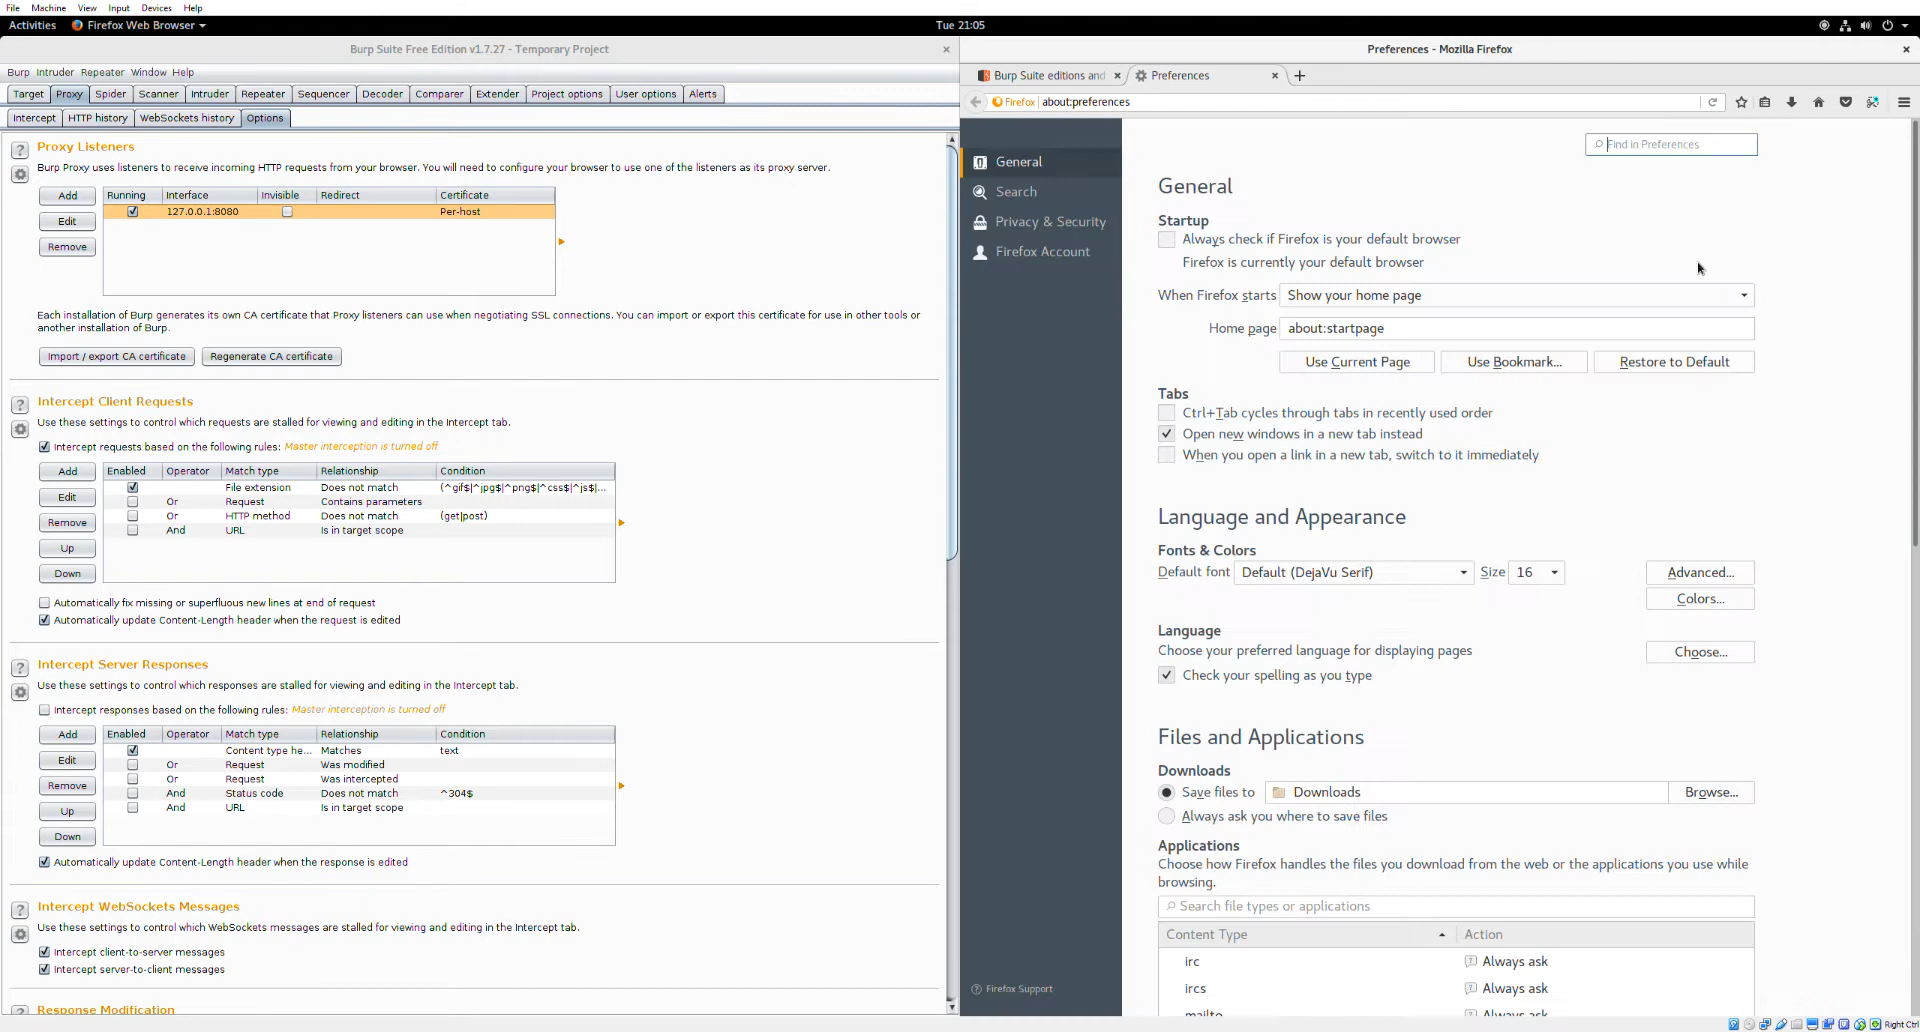 File Machine View Input Devices Help
Activities Firefox Web Browser Tue 21:05
Burp Suite Free Edition v1.7.27 - Temporary Project
Burp Intruder Repeater Window Help
Target Proxy Spider Scanner Intruder Repeater Sequencer Decoder Comparer Extender Project options User options Alerts
Intercept HTTP history WebSockets history Options
? Proxy Listeners
Burp Proxy uses listeners to receive incoming HTTP requests from your browser. You will need to configure your browser to use one of the listeners as its proxy server.
Add Running Interface Invisible Redirect Certificate
127.0.0.1:8080 Per-host
Edit
Remove
Each installation of Burp generates its own CA certificate that Proxy listeners can use when negotiating SSL connections. You can import or export this certificate for use in other tools or
another installation of Burp.
Import / export CA certificate Regenerate CA certificate
? Intercept Client Requests
Use these settings to control which requests are stalled for viewing and editing in the Intercept tab.
Intercept requests based on the following rules: Master interception is turned off
Add Enabled Operator Match type Relationship Condition
File extension Does not match (^gif$|^jpg$|^png$|^css$|^js$|...
Edit Or Request Contains parameters
Or HTTP method Does not match (get|post)
Remove And URL Is in target scope
Up
Down
Automatically fix missing or superfluous new lines at end of request
Automatically update Content-Length header when the request is edited
? Intercept Server Responses
Use these settings to control which responses are stalled for viewing and editing in the Intercept tab.
Intercept responses based on the following rules: Master interception is turned off
Add Enabled Operator Match type Relationship Condition
Content type he... Matches text
Edit Or Request Was modified
Or Request Was intercepted
Remove And Status code Does not match ^304$
And URL Is in target scope
Up
Down
Automatically update Content-Length header when the response is edited
? Intercept WebSockets Messages
Use these settings to control which WebSockets messages are stalled for viewing and editing in the Intercept tab.
Intercept client-to-server messages
Intercept server-to-client messages
? Response Modification
Preferences - Mozilla Firefox
Burp Suite editions and Preferences
Firefox about:preferences
General
Search
Privacy & Security
Firefox Account
? Firefox Support
Find in Preferences
General
Startup
Always check if Firefox is your default browser
Firefox is currently your default browser
When Firefox starts Show your home page
Home page about:startpage
Use Current Page Use Bookmark... Restore to Default
Tabs
Ctrl+Tab cycles through tabs in recently used order
Open new windows in a new tab instead
When you open a link in a new tab, switch to it immediately
Language and Appearance
Fonts & Colors
Default font Default (DejaVu Serif) Size 16 Advanced...
Colors...
Language
Choose your preferred language for displaying pages Choose...
Check your spelling as you type
Files and Applications
Downloads
Save files to Downloads Browse...
Always ask you where to save files
Applications
Choose how Firefox handles the files you download from the web or the applications you use while
browsing.
Search file types or applications
Content Type Action
irc Always ask
ircs Always ask
mailto Always ask
Right Ctrl